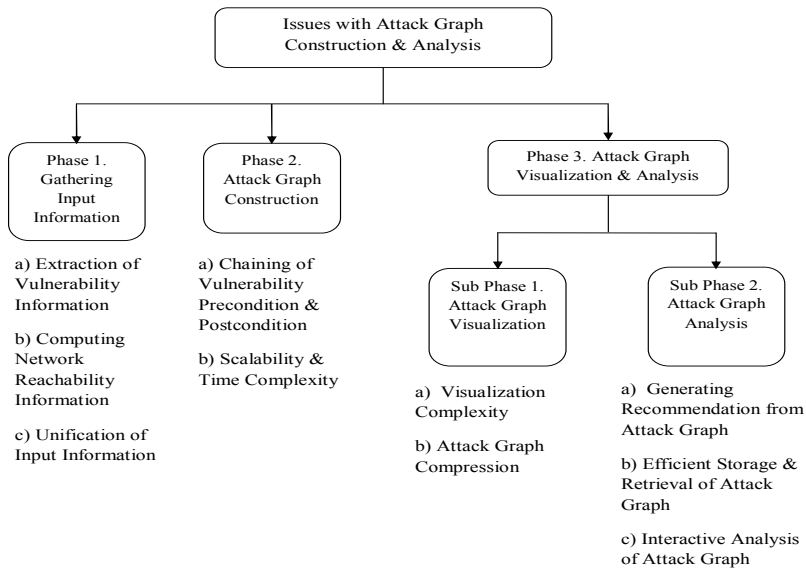 Issues with Attack Graph
Construction & Analysis
Phase 1.
Gathering
Input
Information
Phase 2.
Attack Graph
Construction
Phase 3. Attack Graph
Visualization & Analysis
a) Extraction of
Vulnerability
Information
b) Computing
Network
Reachability
Information
c) Unification of
Input Information
a) Chaining of
Vulnerability
Precondition &
Postcondition
b) Scalability &
Time Complexity
Sub Phase 1.
Attack Graph
Visualization
a) Visualization
Complexity
b) Attack Graph
Compression
Sub Phase 2.
Attack Graph
Analysis
a) Generating
Recommendation from
Attack Graph
b) Efficient Storage &
Retrieval of Attack
Graph
c) Interactive Analysis
of Attack Graph